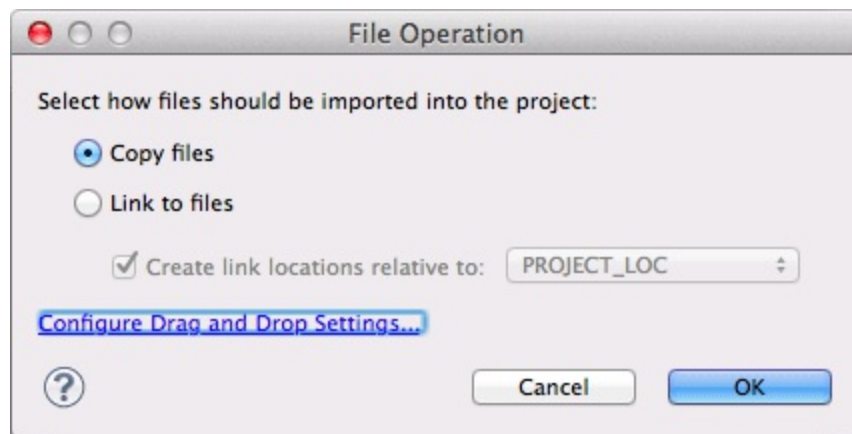 File Operation
Select how files should be imported into the project:
Copy files
Link to files
Create link locations relative to: PROJECT_LOC
Configure Drag and Drop Settings...
? Cancel OK